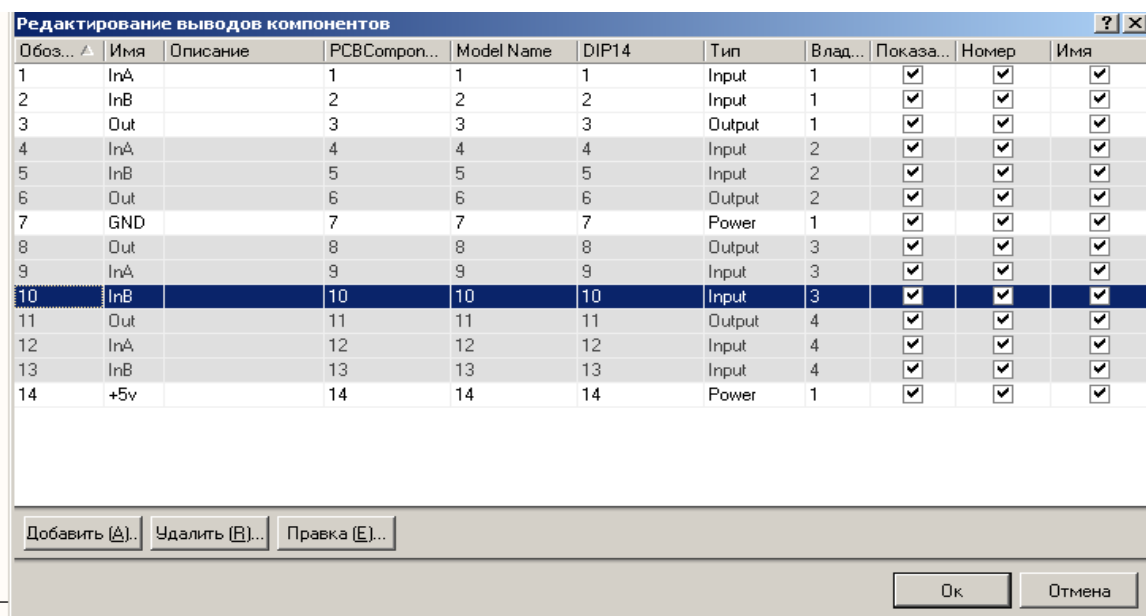 Редактирование выводов компонентов
Обоз... Имя Описание PCBCompon... Model Name DIP14 Тип Влад... Показа... Номер Имя
1 InA 1 1 1 Input 1
2 InB 2 2 2 Input 1
3 Out 3 3 3 Output 1
4 InA 4 4 4 Input 2
5 InB 5 5 5 Input 2
6 Out 6 6 6 Output 2
7 GND 7 7 7 Power 1
8 Out 8 8 8 Output 3
9 InA 9 9 9 Input 3
10 InB 10 10 10 Input 3
11 Out 11 11 11 Output 4
12 InA 12 12 12 Input 4
13 InB 13 13 13 Input 4
14 +5v 14 14 14 Power 1
Добавить (A).. Удалить (R)... Правка (E)...
Ок Отмена